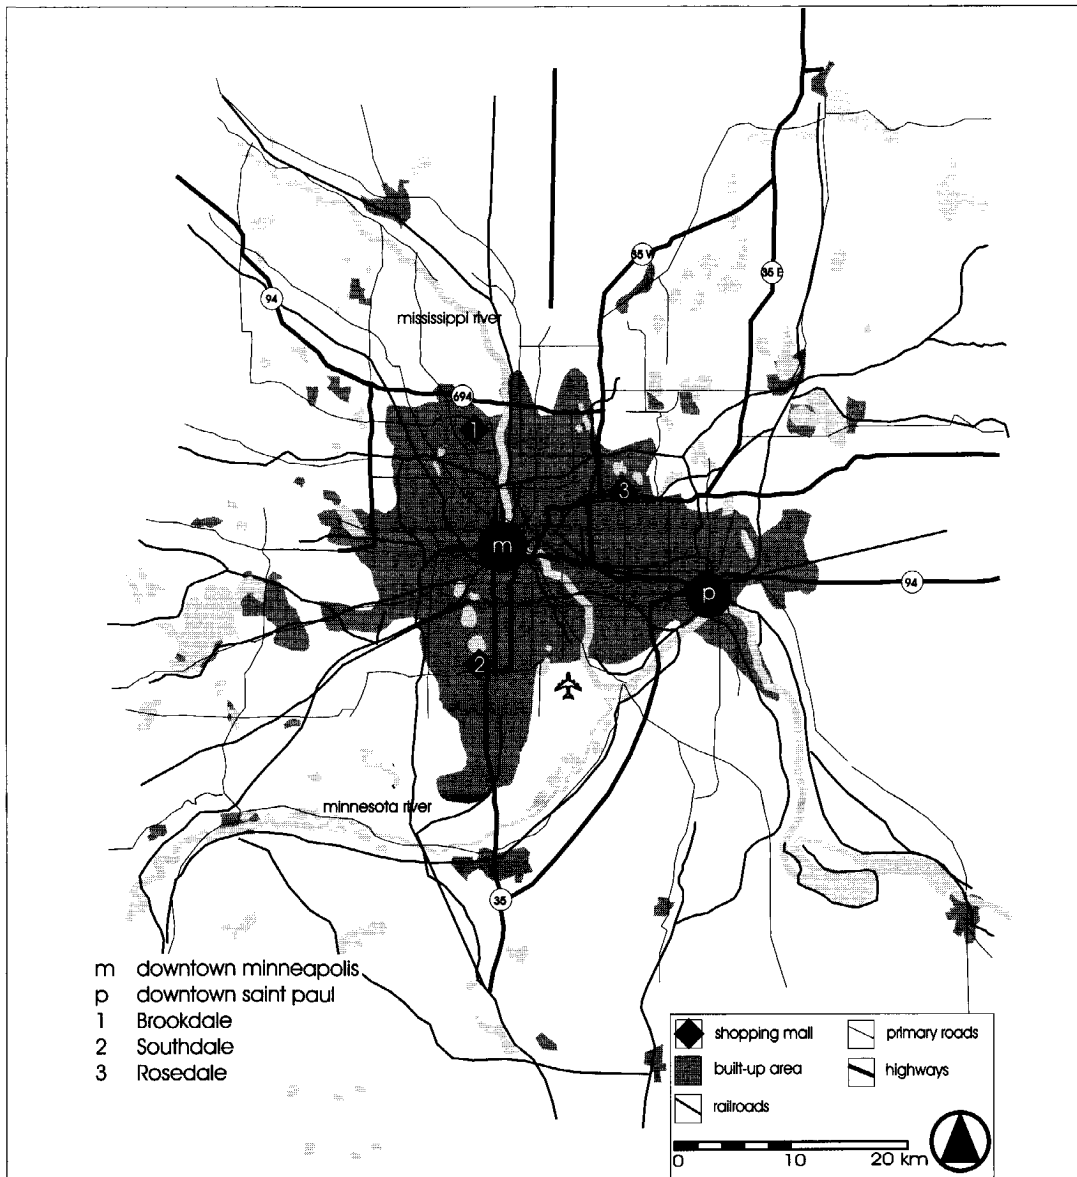 35 W
35 E
94
mississippi river
694
1
3
m
94
p
2
minnesota river
35
m downtown minneapolis
p downtown saint paul
1 Brookdale
2 Southdale
3 Rosedale
shopping mall
primary roads
built-up area
highways
railroads
0 10 20 km